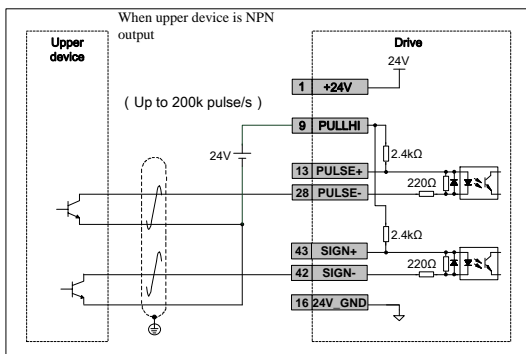 When upper device is NPN
output
Upper
device
Drive
24V
1 +24V
( Up to 200k pulse/s )
9 PULLHI
24V
2.4kΩ
13 PULSE+
220Ω
28 PULSE-
2.4kΩ
43 SIGN+
220Ω
42 SIGN-
16 24V_GND